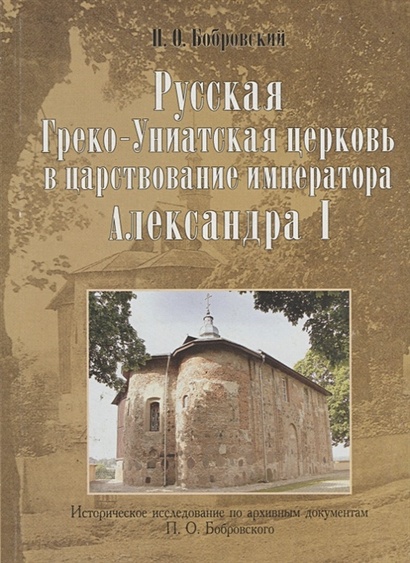 П. О. Бобровский
Русская
Греко-Униатская церковь
в царствование императора
Александра I
Историческое исследование по архивным документам
П. О. Бобровского